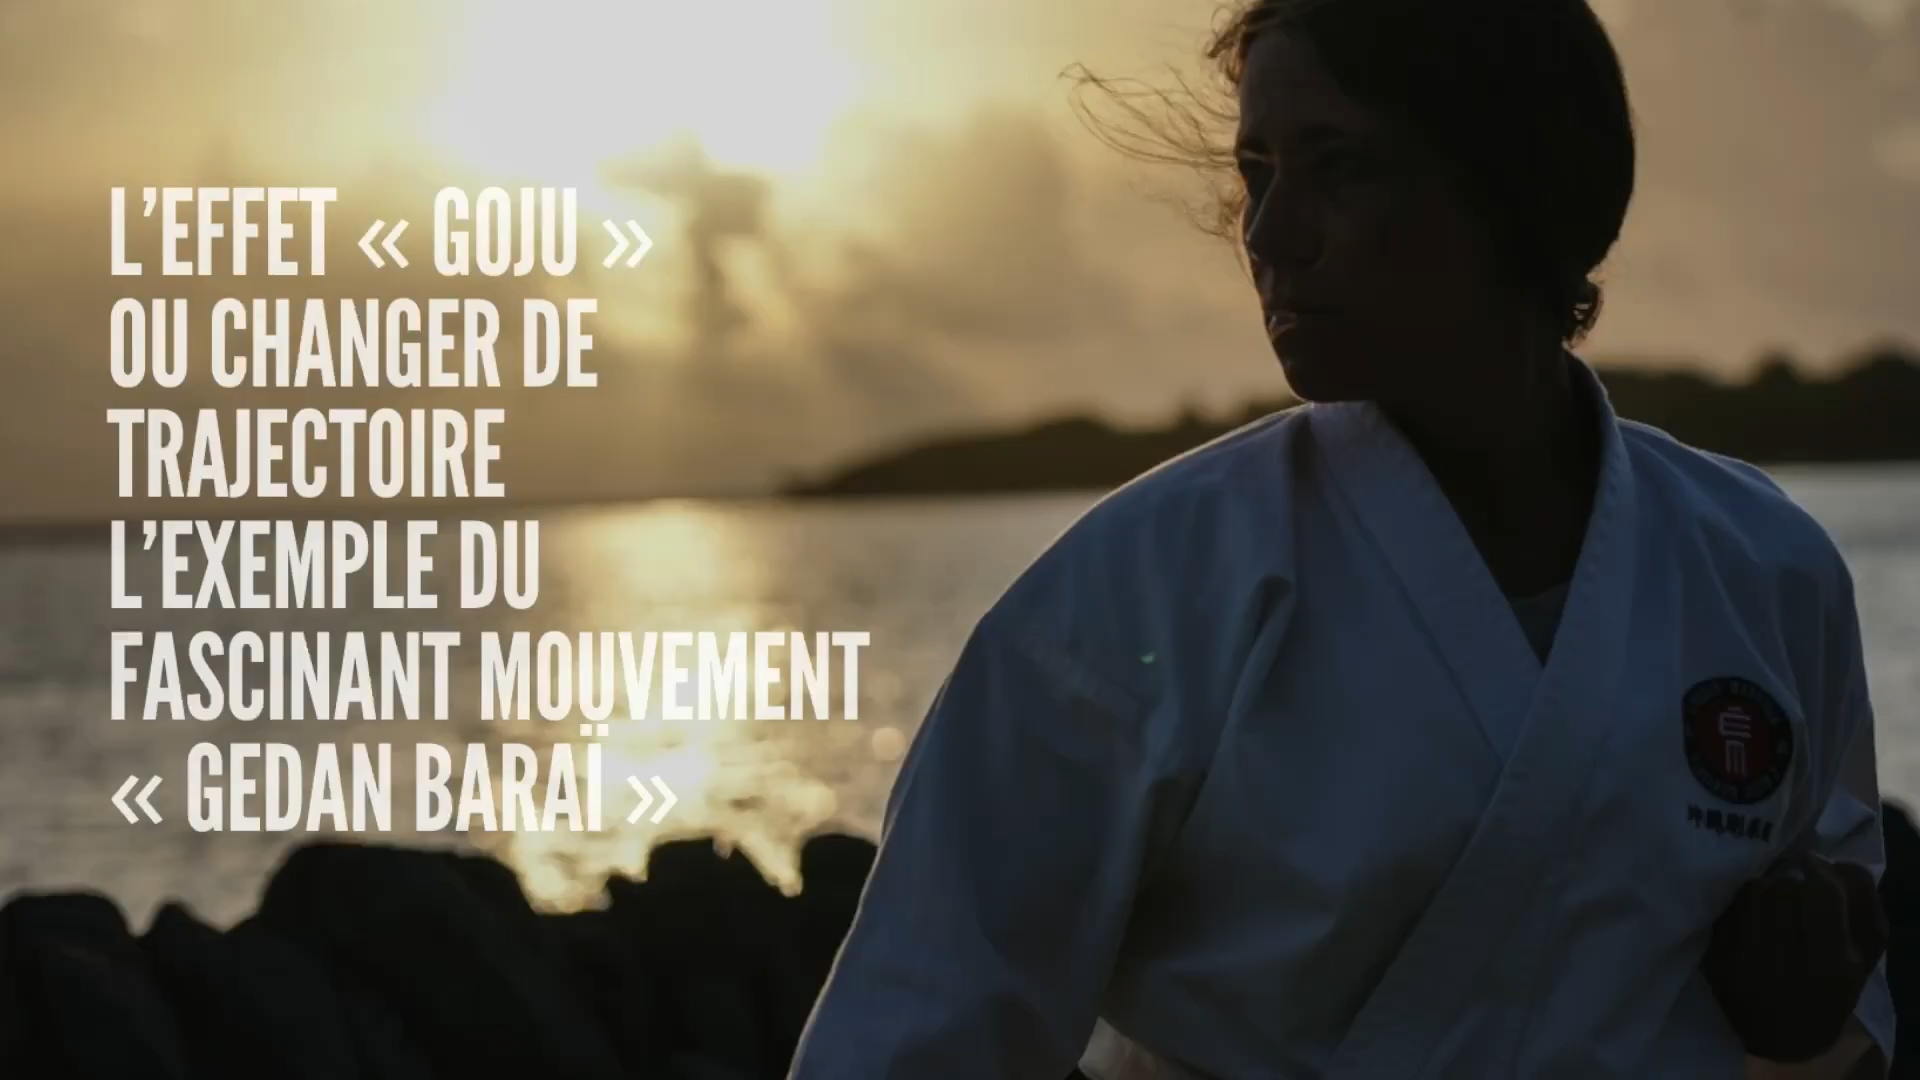 L'EFFET « GOJU »
OU CHANGER DE
TRAJECTOIRE
L'EXEMPLE DU
FASCINANT MOUVEMENT
« GEDAN BARAÏ »